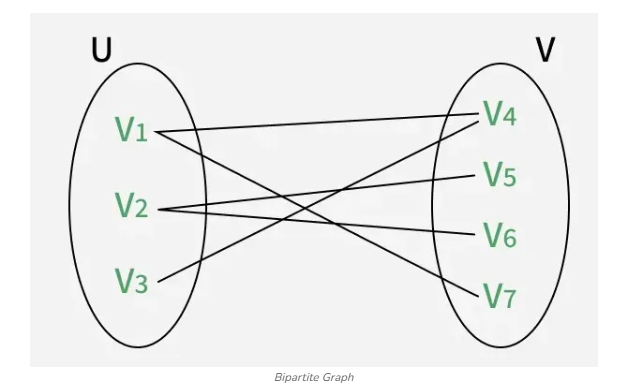 U V
V1 V4
V2 V5
V3 V6
V7
Bipartite Graph